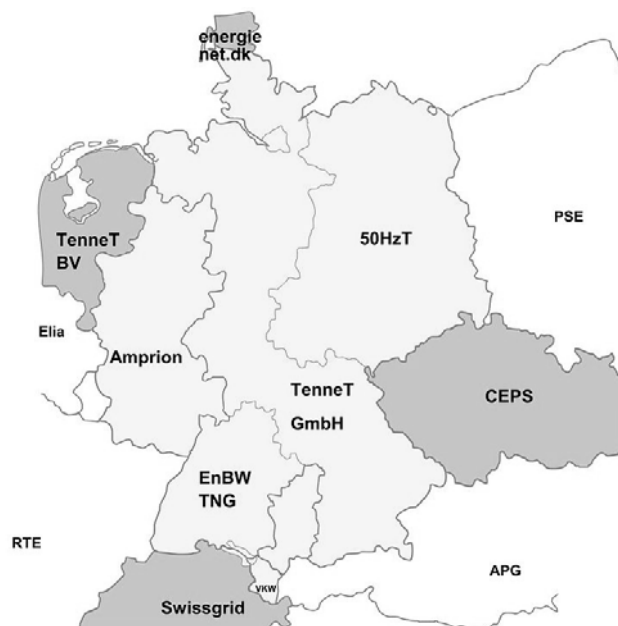 energie
net.dk
PSE
50HzT
TenneT
BV
Elia
Amprion
TenneT
GmbH
CEPS
EnBW
TNG
RTE
APG
VKW
Swissgrid